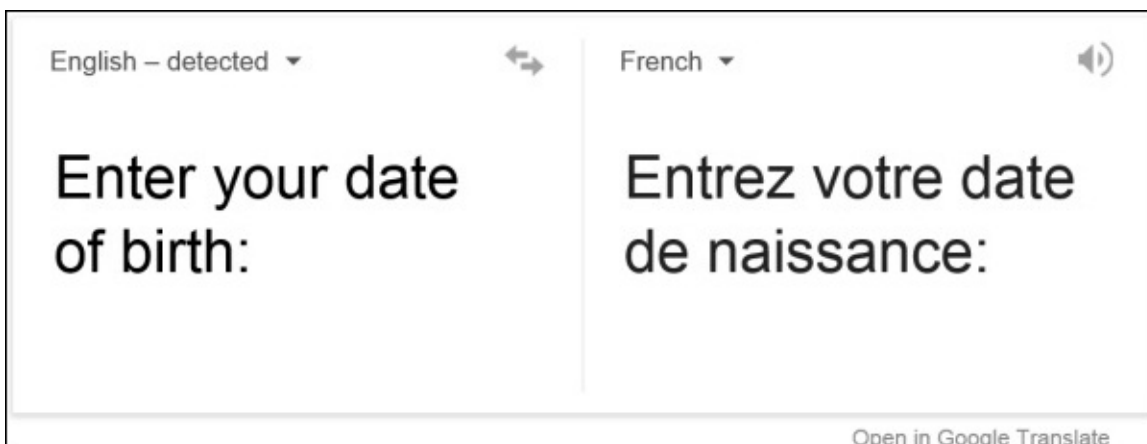 English – detected
French
Enter your date
of birth:
Entrez votre date
de naissance:
Open in Google Translate